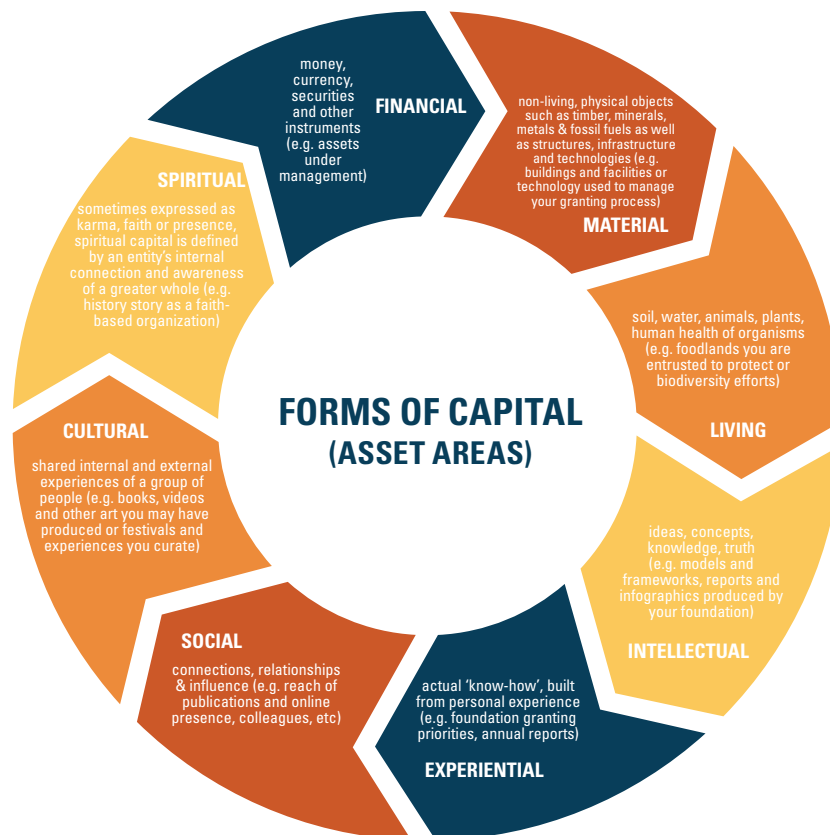 FORMS OF CAPITAL
(ASSET AREAS)
money,
currency,
securities
and other
instruments
(e.g. assets
under
management)
FINANCIAL
non-living, physical objects
such as timber, minerals,
metals & fossil fuels as well
as structures, infrastructure
and technologies (e.g.
buildings and facilities or
technology used to manage
your granting process)
MATERIAL
soil, water, animals, plants,
human health of organisms
(e.g. foodlands you are
entrusted to protect or
biodiversity efforts)
LIVING
ideas, concepts,
knowledge, truth
(e.g. models and
frameworks, reports and
infographics produced by
your foundation)
INTELLECTUAL
actual ‘know-how’, built
from personal experience
(e.g. foundation granting
priorities, annual reports)
EXPERIENTIAL
SOCIAL
connections, relationships
& influence (e.g. reach of
publications and online
presence, colleagues, etc)
CULTURAL
shared internal and external
experiences of a group of
people (e.g. books, videos
and other art you may have
produced or festivals and
experiences you curate)
SPIRITUAL
sometimes expressed as
karma, faith or presence,
spiritual capital is defined
by an entity's internal
connection and awareness
of a greater whole (e.g.
history story as a faith-
based organization)